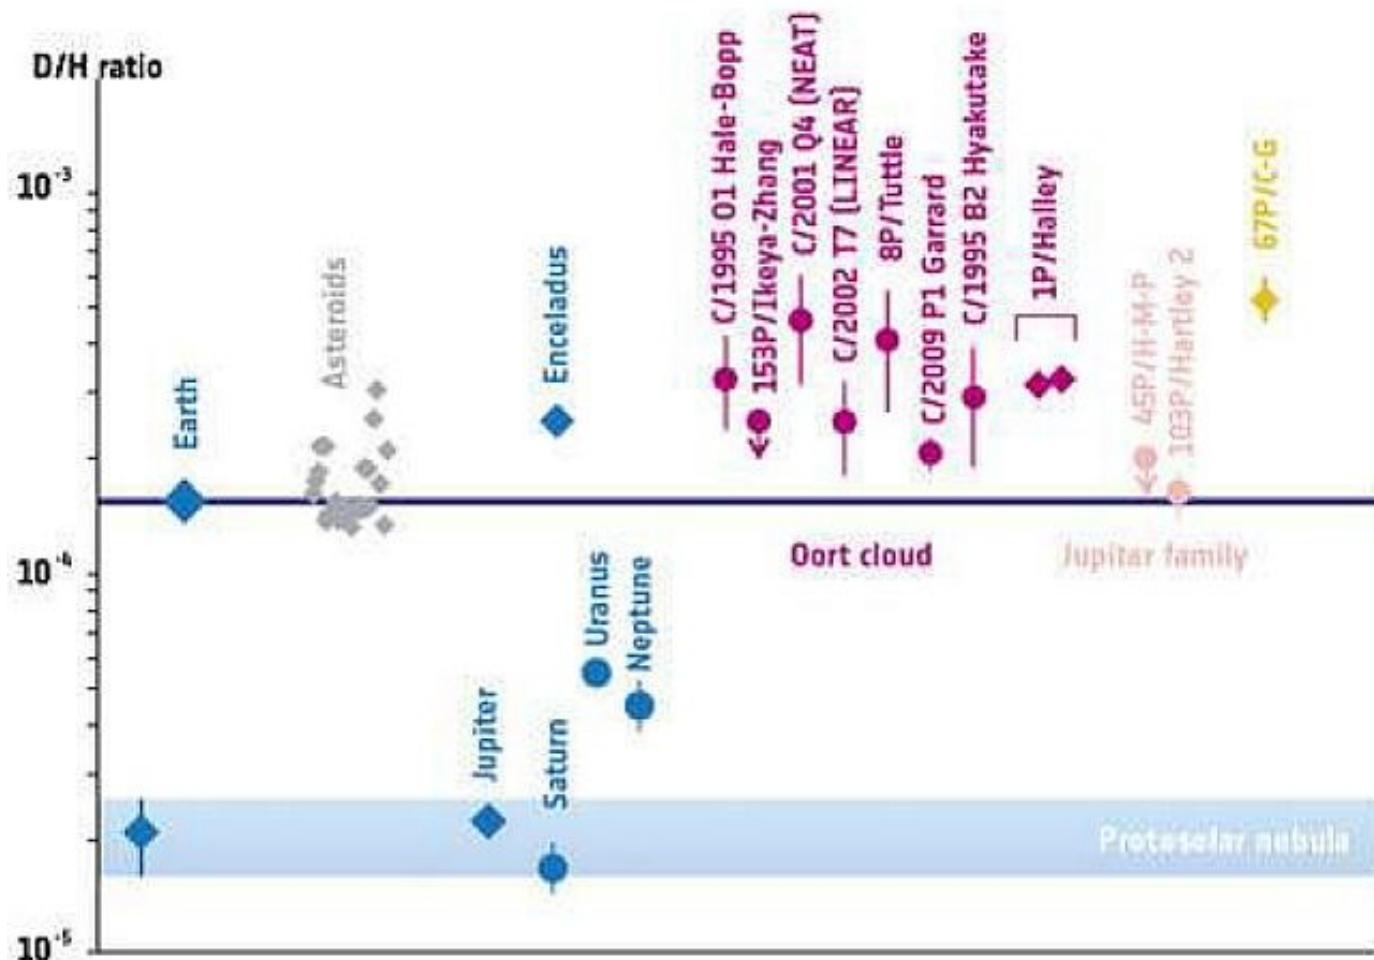 D/H ratio
10⁻³
10⁻⁴
10⁻⁵
Earth
Asteroids
Enceladus
Jupiter
Saturn
Uranus
Neptune
C/1995 O1 Hale-Bopp
153P/Ikeya-Zhang
C/2001 Q4 (NEAT)
C/2002 T7 (LINEAR)
8P/Tuttle
C/2009 P1 Garrard
C/1995 B2 Hyakutake
1P/Halley
45P/H-M-P
103P/Hartley 2
67P/C-G
Oort cloud
Jupiter family
Protosolar nebula